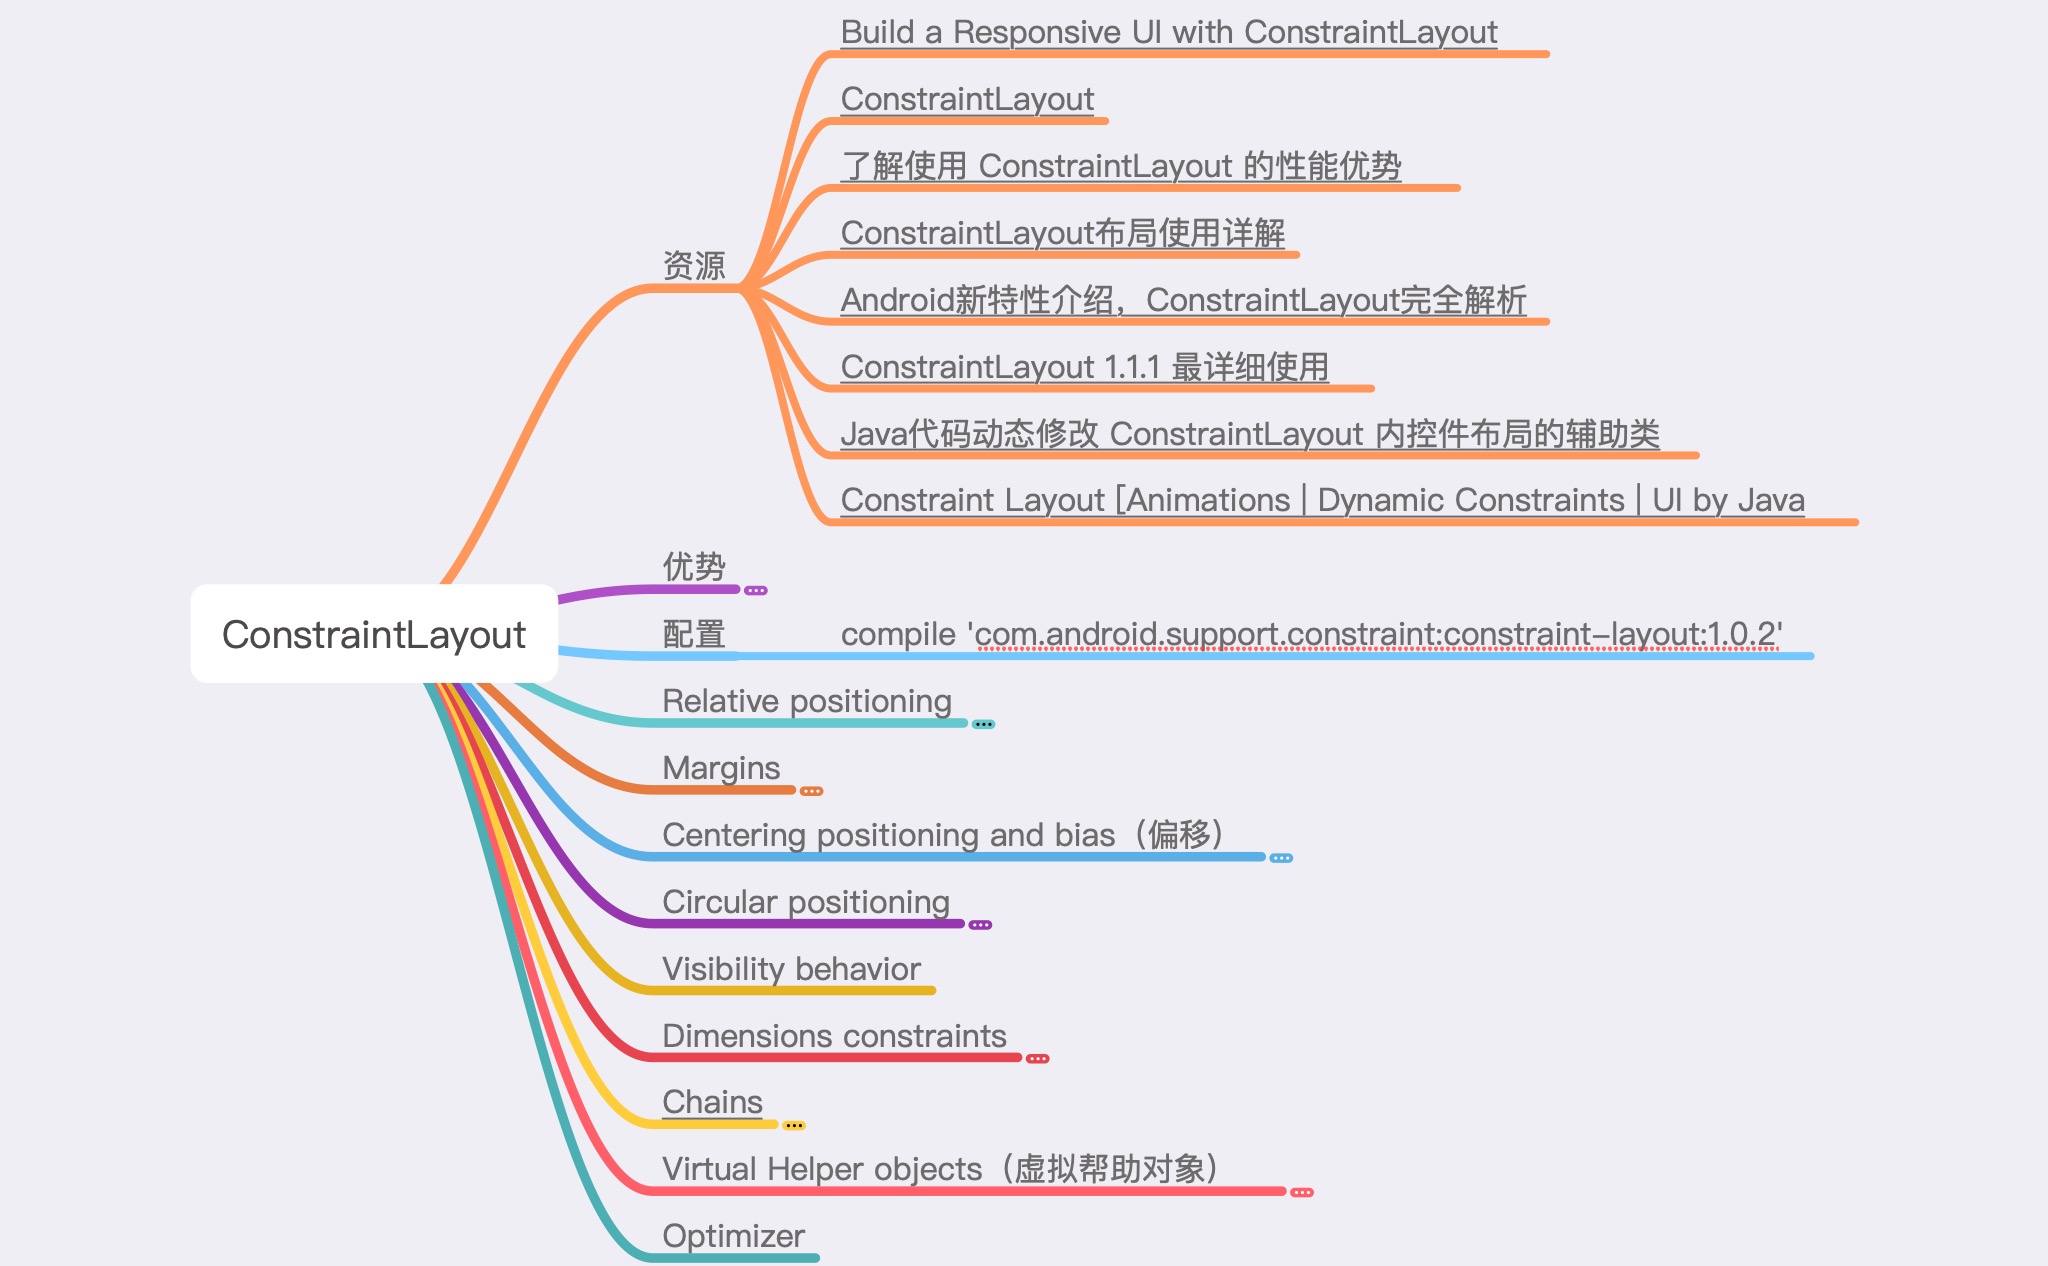 Build a Responsive UI with ConstraintLayout
ConstraintLayout
了解使用 ConstraintLayout 的性能优势
ConstraintLayout布局使用详解
资源
Android新特性介绍，ConstraintLayout完全解析
ConstraintLayout 1.1.1 最详细使用
Java代码动态修改 ConstraintLayout 内控件布局的辅助类
Constraint Layout [Animations | Dynamic Constraints | UI by Java
优势
ConstraintLayout
配置 compile 'com.android.support.constraint:constraint-layout:1.0.2'
Relative positioning
Margins
Centering positioning and bias（偏移）
Circular positioning
Visibility behavior
Dimensions constraints
Chains
Virtual Helper objects（虚拟帮助对象）
Optimizer